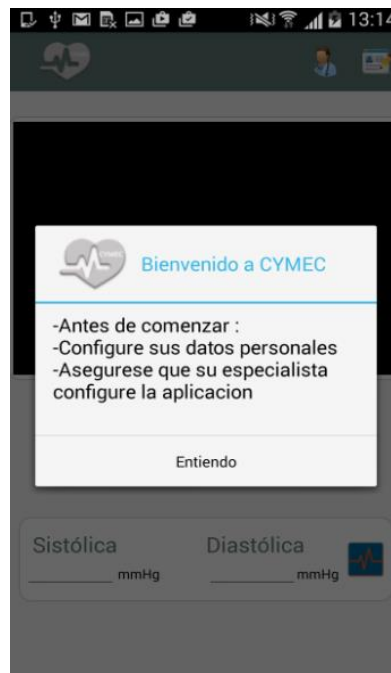 13:14
CYMEC
Bienvenido a CYMEC
-Antes de comenzar :
-Configure sus datos personales
-Asegurese que su especialista
configure la aplicacion
Entiendo
Sistólica
Diastólica
mmHg
mmHg